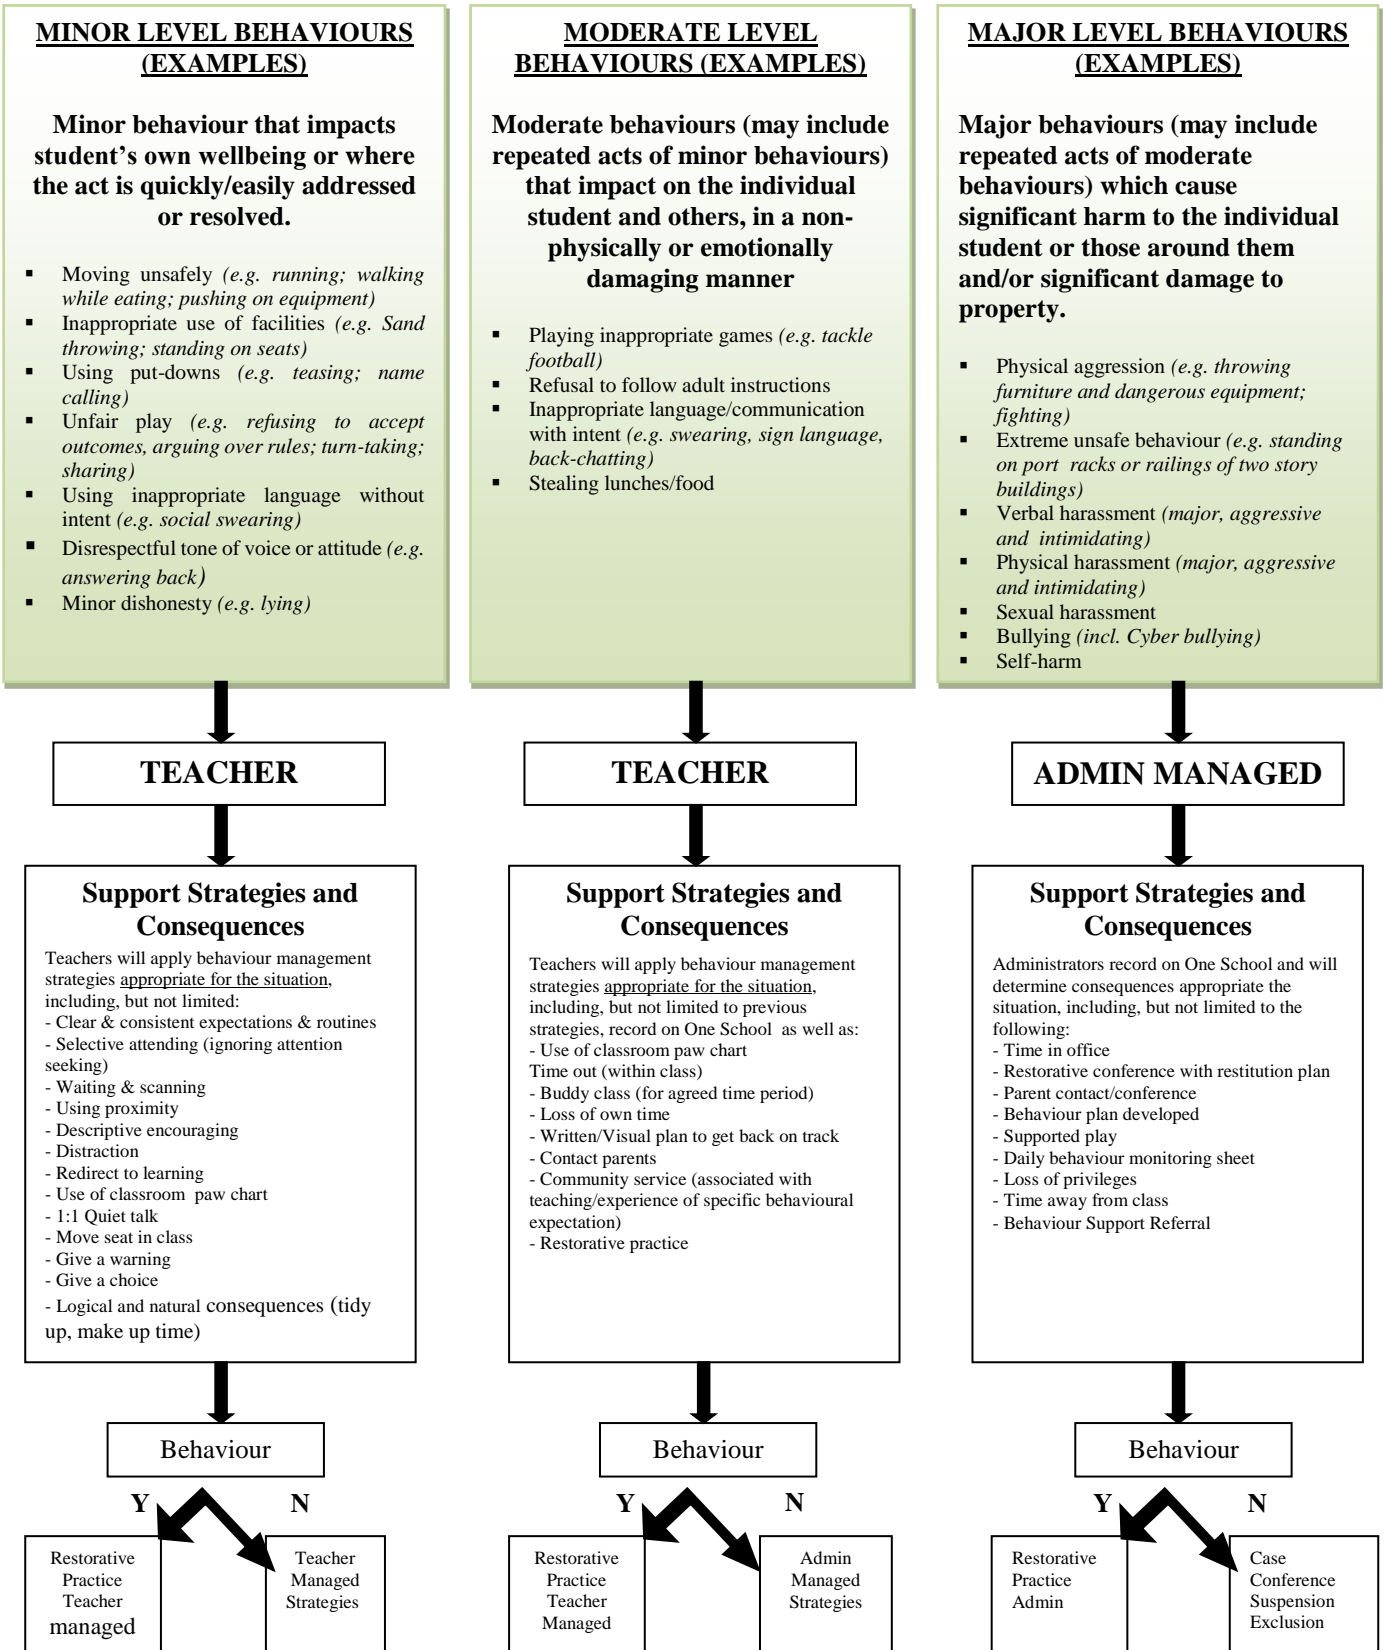 MINOR LEVEL BEHAVIOURS
(EXAMPLES)
Minor behaviour that impacts
student's own wellbeing or where
the act is quickly/easily addressed
or resolved.
▪ Moving unsafely (e.g. running; walking
while eating; pushing on equipment)
▪ Inappropriate use of facilities (e.g. Sand
throwing; standing on seats)
▪ Using put-downs (e.g. teasing; name
calling)
▪ Unfair play (e.g. refusing to accept
outcomes, arguing over rules; turn-taking;
sharing)
▪ Using inappropriate language without
intent (e.g. social swearing)
▪ Disrespectful tone of voice or attitude (e.g.
answering back)
▪ Minor dishonesty (e.g. lying)
TEACHER
Support Strategies and
Consequences
Teachers will apply behaviour management
strategies appropriate for the situation,
including, but not limited:
- Clear & consistent expectations & routines
- Selective attending (ignoring attention
seeking)
- Waiting & scanning
- Using proximity
- Descriptive encouraging
- Distraction
- Redirect to learning
- Use of classroom paw chart
- 1:1 Quiet talk
- Move seat in class
- Give a warning
- Give a choice
- Logical and natural consequences (tidy
up, make up time)
Behaviour
Y N
Restorative
Practice
Teacher
managed
Teacher
Managed
Strategies
MODERATE LEVEL
BEHAVIOURS (EXAMPLES)
Moderate behaviours (may include
repeated acts of minor behaviours)
that impact on the individual
student and others, in a non-
physically or emotionally
damaging manner
▪ Playing inappropriate games (e.g. tackle
football)
▪ Refusal to follow adult instructions
▪ Inappropriate language/communication
with intent (e.g. swearing, sign language,
back-chatting)
▪ Stealing lunches/food
TEACHER
Support Strategies and
Consequences
Teachers will apply behaviour management
strategies appropriate for the situation,
including, but not limited to previous
strategies, record on One School as well as:
- Use of classroom paw chart
Time out (within class)
- Buddy class (for agreed time period)
- Loss of own time
- Written/Visual plan to get back on track
- Contact parents
- Community service (associated with
teaching/experience of specific behavioural
expectation)
- Restorative practice
Behaviour
Y N
Restorative
Practice
Teacher
Managed
Admin
Managed
Strategies
MAJOR LEVEL BEHAVIOURS
(EXAMPLES)
Major behaviours (may include
repeated acts of moderate
behaviours) which cause
significant harm to the individual
student or those around them
and/or significant damage to
property.
▪ Physical aggression (e.g. throwing
furniture and dangerous equipment;
fighting)
▪ Extreme unsafe behaviour (e.g. standing
on port racks or railings of two story
buildings)
▪ Verbal harassment (major, aggressive
and intimidating)
▪ Physical harassment (major, aggressive
and intimidating)
▪ Sexual harassment
▪ Bullying (incl. Cyber bullying)
▪ Self-harm
ADMIN MANAGED
Support Strategies and
Consequences
Administrators record on One School and will
determine consequences appropriate the
situation, including, but not limited to the
following:
- Time in office
- Restorative conference with restitution plan
- Parent contact/conference
- Behaviour plan developed
- Supported play
- Daily behaviour monitoring sheet
- Loss of privileges
- Time away from class
- Behaviour Support Referral
Behaviour
Y N
Restorative
Practice
Admin
Case
Conference
Suspension
Exclusion